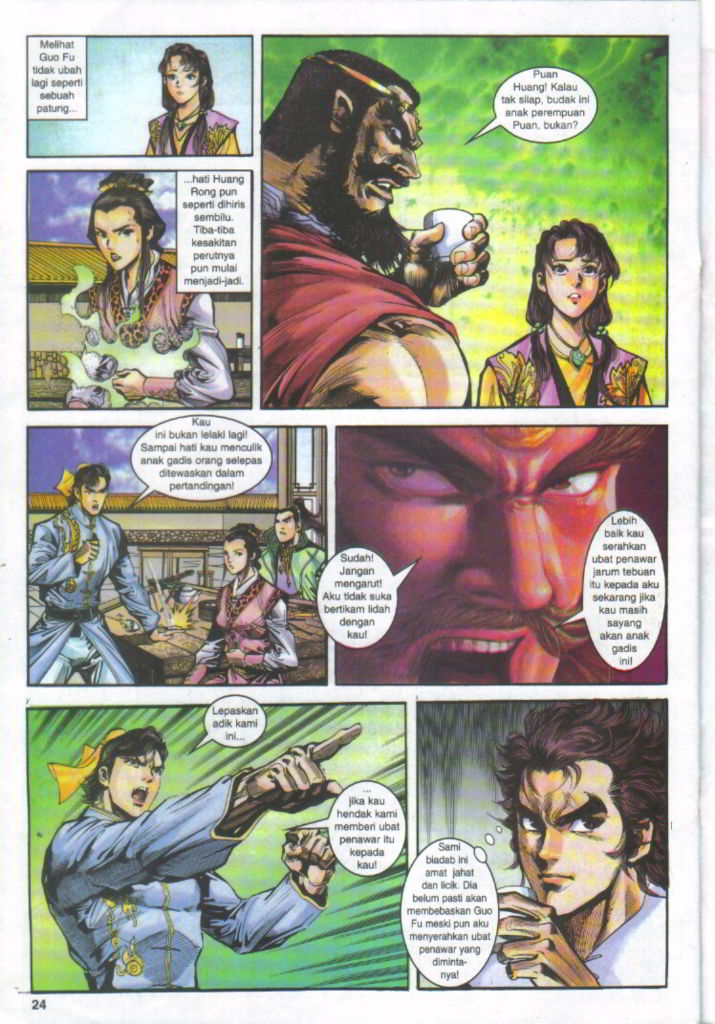 Melihat
Guo Fu
tidak ubah
lagi seperti
sebuah
patung...
...hati Huang
Rong pun
seperti dihiris
sembilu.
Tiba-tiba
kesakitan
perutnya
pun mulai
menjadi-jadi.
Puan
Huang! Kalau
tak silap, budak ini
anak perempuan
Puan, bukan?
Kau
ini bukan lelaki lagi!
Sampai hati kau menculik
anak gadis orang selepas
ditewaskan dalam
pertandingan!
Sudah!
Jangan
mengarut!
Aku tidak suka
bertikam lidah
dengan
kau!
Lebih
baik kau
serahkan
ubat penawar
jarum tebuan
itu kepada aku
sekarang jika
kau masih
sayang
akan anak
gadis
ini!
Lepaskan
adik kami
ini...
...
jika kau
hendak kami
memberi ubat
penawar itu
kepada
kau!
Sami
biadab ini
amat jahat
dan licik. Dia
belum pasti akan
membebaskan Guo
Fu meski pun aku
menyerahkan ubat
penawar yang
diminta-
nya!
24